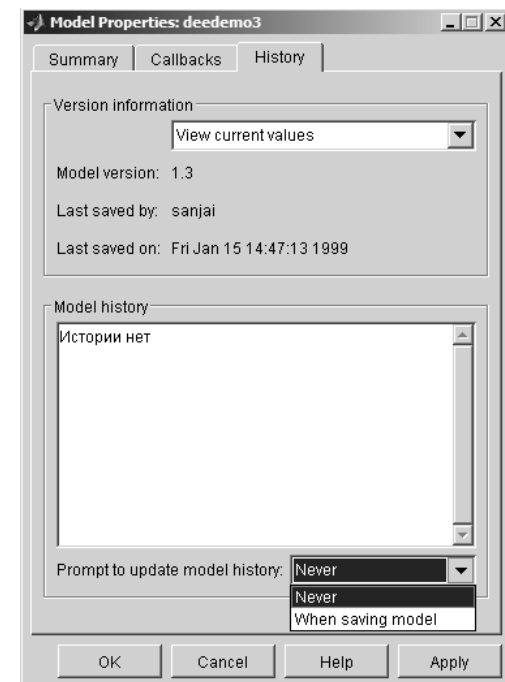 Model Properties: deedemo3
Summary Callbacks History
Version information
View current values
Model version: 1.3
Last saved by: sanjai
Last saved on: Fri Jan 15 14:47:13 1999
Model history
Истории нет
Prompt to update model history: Never
Never
When saving model
OK Cancel Help Apply